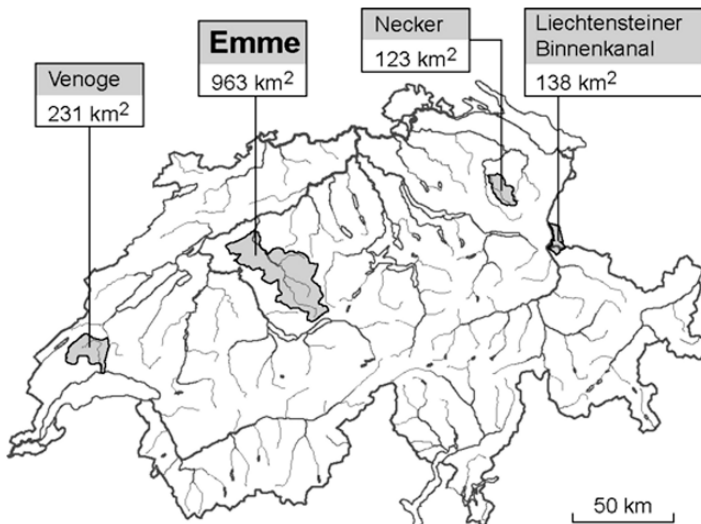 Venoge
231 km²
Emme
963 km²
Necker
123 km²
Liechtensteiner
Binnenkanal
138 km²
50 km